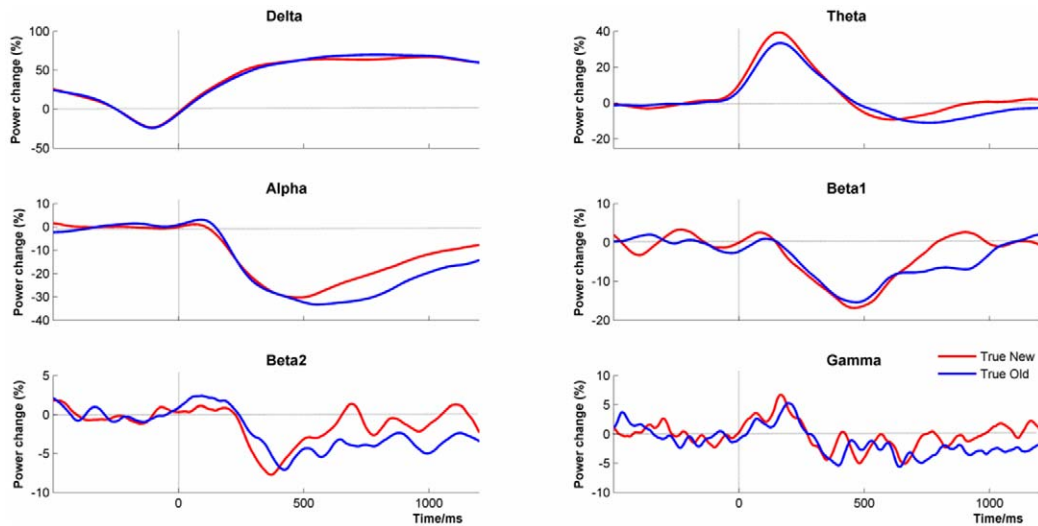 Delta
Power change (%)
100
50
0
-50
Theta
Power change (%)
40
20
0
-20
Alpha
Power change (%)
10
0
-10
-20
-30
-40
Beta1
Power change (%)
10
0
-10
-20
Beta2
Power change (%)
5
0
-5
-10
0 500 1000
Time/ms
Gamma
True New
True Old
Power change (%)
10
5
0
-5
-10
0 500 1000
Time/ms